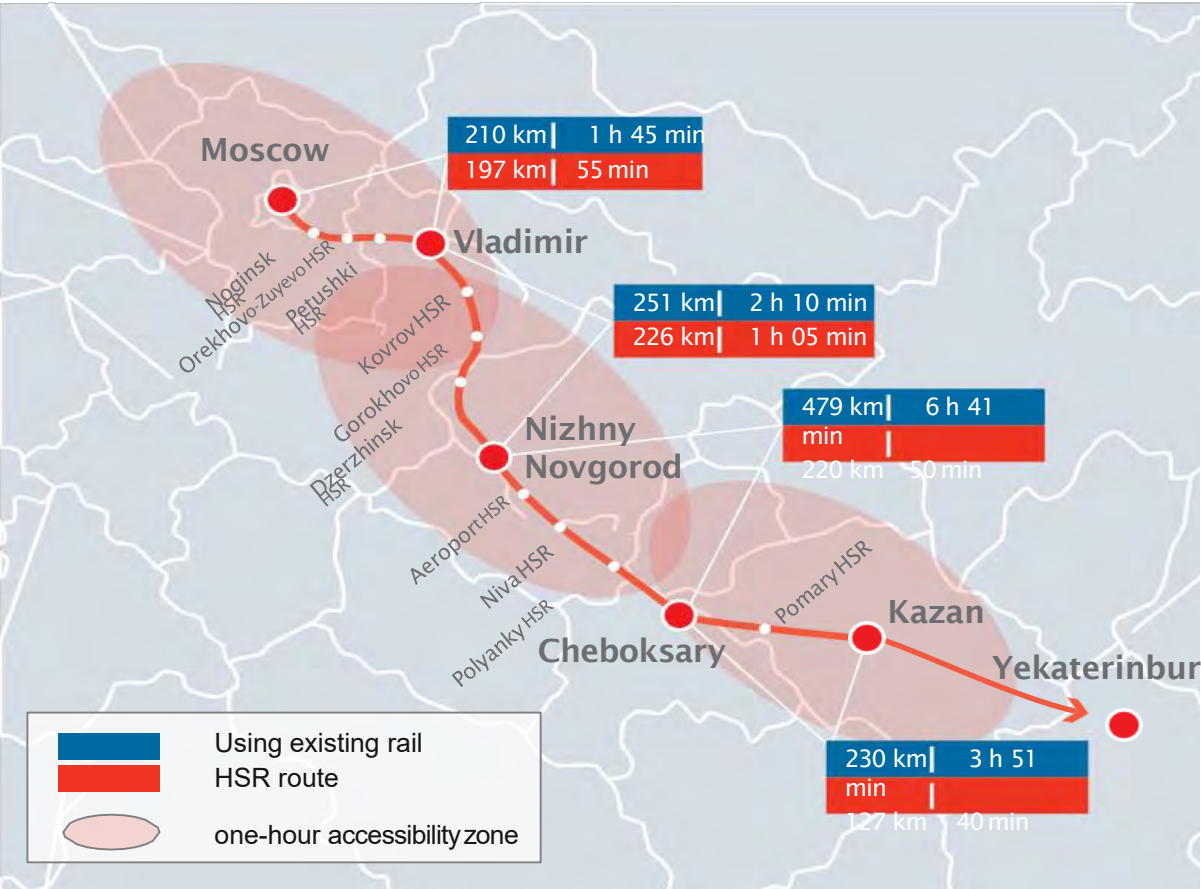 Moscow
210 km 1 h 45 min
197 km 55 min
Vladimir
Noginsk
HSR
Orekhovo-Zuyevo HSR
Petushki
HSR
251 km 2 h 10 min
226 km 1 h 05 min
Kovrov HSR
Gorokhovo HSR
Dzerzhinsk
HSR
479 km 6 h 41
min
220 km 50 min
Nizhny
Novgorod
Aeroport HSR
Niva HSR
Polyanky HSR
Pomary HSR
Cheboksary
Kazan
Yekaterinbur
230 km 3 h 51
min
127 km 40 min
Using existing rail
HSR route
one-hour accessibility zone